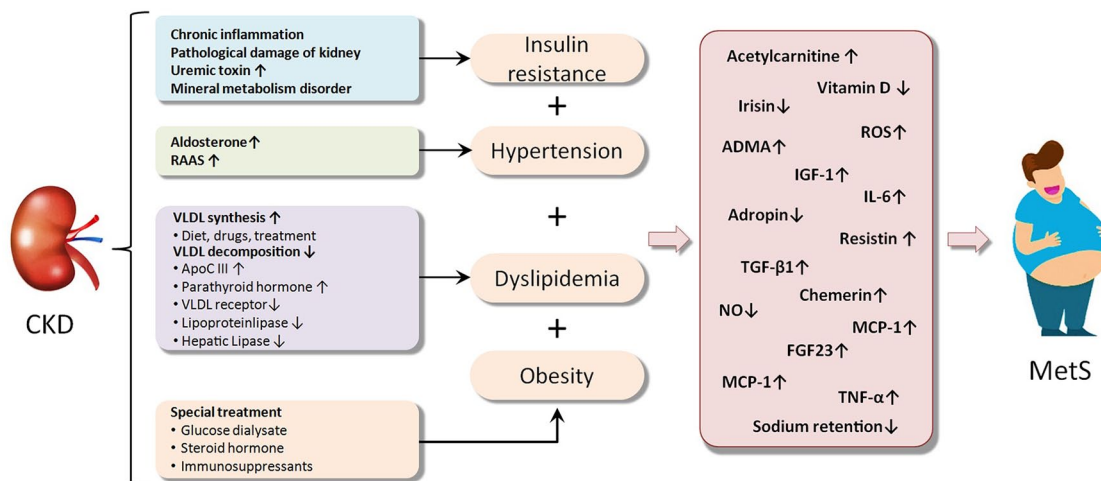 CKD
Chronic inflammation
Pathological damage of kidney
Uremic toxin ↑
Mineral metabolism disorder
Aldosterone↑
RAAS ↑
VLDL synthesis ↑
• Diet, drugs, treatment
VLDL decomposition ↓
• ApoC III ↑
• Parathyroid hormone ↑
• VLDL receptor↓
• Lipoproteinlipase ↓
• Hepatic Lipase ↓
Special treatment
• Glucose dialysate
• Steroid hormone
• Immunosuppressants
Insulin
resistance
+
Hypertension
+
Dyslipidemia
+
Obesity
Acetylcarnitine ↑
Vitamin D ↓
Irisin↓
ROS↑
ADMA↑
IGF-1↑
IL-6↑
Adropin↓
Resistin ↑
TGF-β1↑
Chemerin↑
NO↓
MCP-1↑
FGF23↑
MCP-1↑
TNF-α↑
Sodium retention↓
MetS